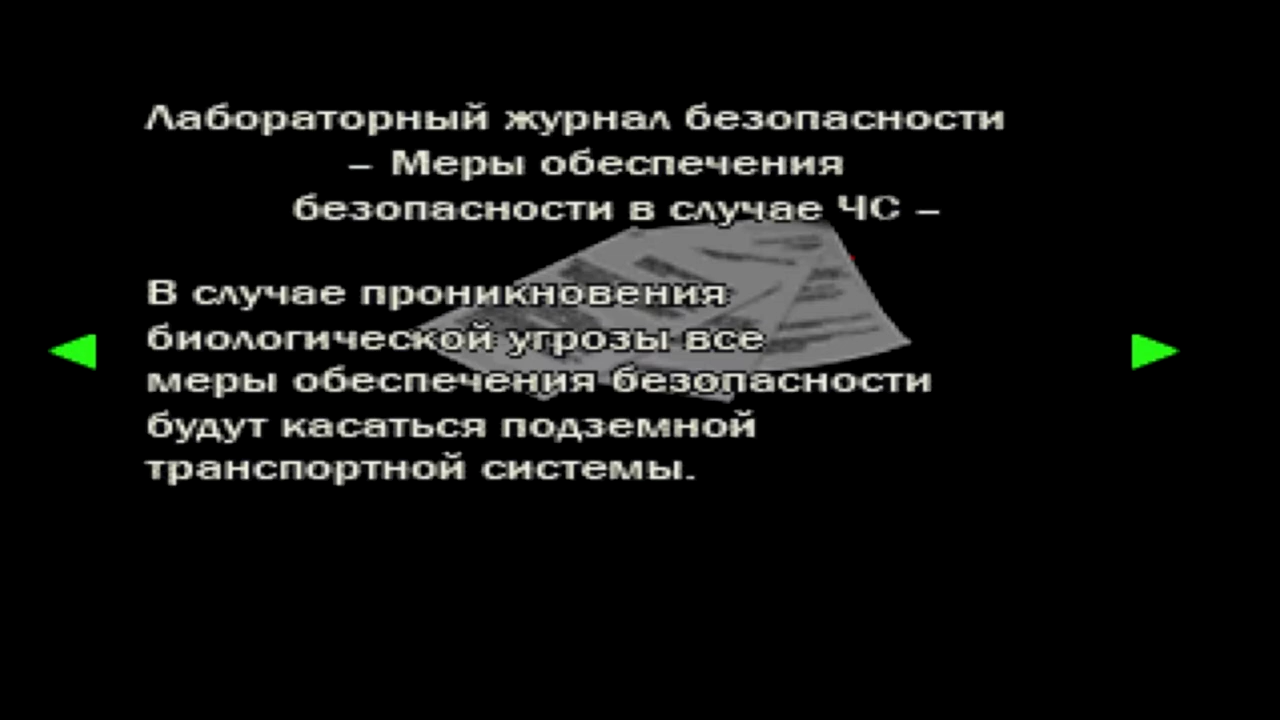 Лабораторный журнал безопасности
– Меры обеспечения
безопасности в случае ЧС –
В случае проникновения
биологической угрозы все
меры обеспечения безопасности
будут касаться подземной
транспортной системы.